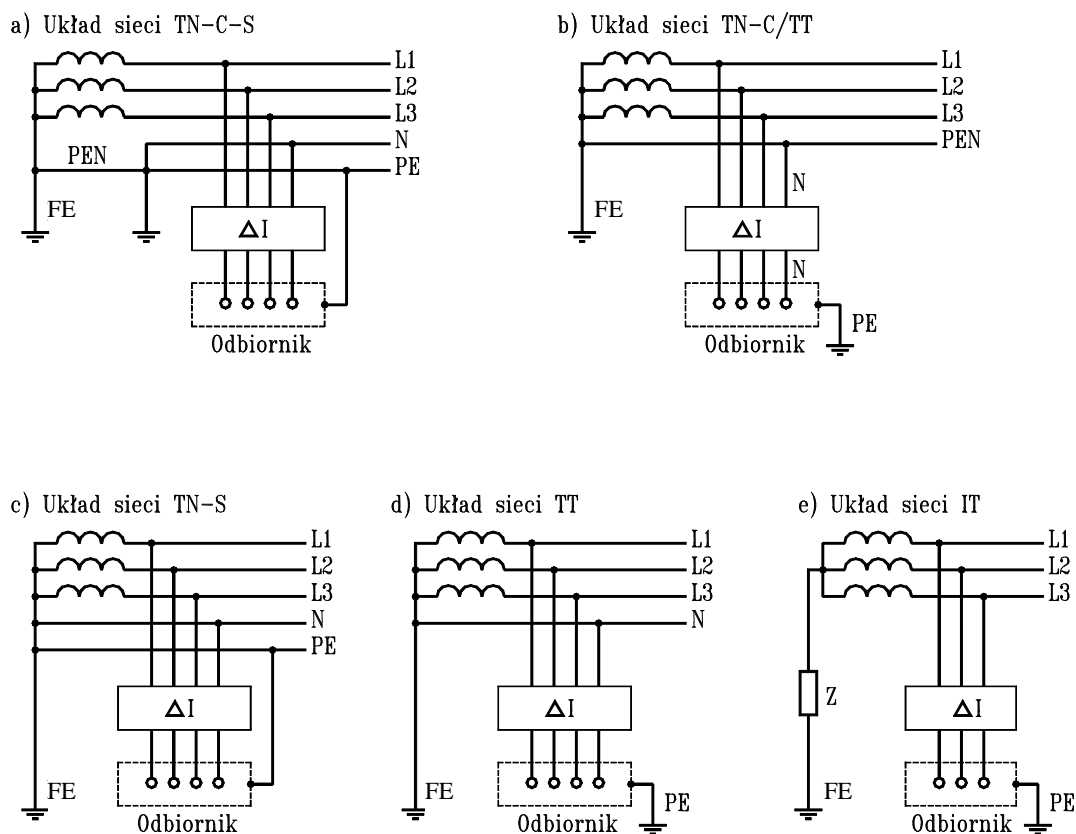 a) Układ sieci TN-C-S
L1
L2
L3
N
PEN
PE
FE
ΔI
Odbiornik
b) Układ sieci TN-C/TT
L1
L2
L3
PEN
N
FE
ΔI
N
PE
Odbiornik
c) Układ sieci TN-S
L1
L2
L3
N
PE
ΔI
FE
Odbiornik
d) Układ sieci TT
L1
L2
L3
N
ΔI
FE
PE
Odbiornik
e) Układ sieci IT
L1
L2
L3
Z
ΔI
FE
PE
Odbiornik